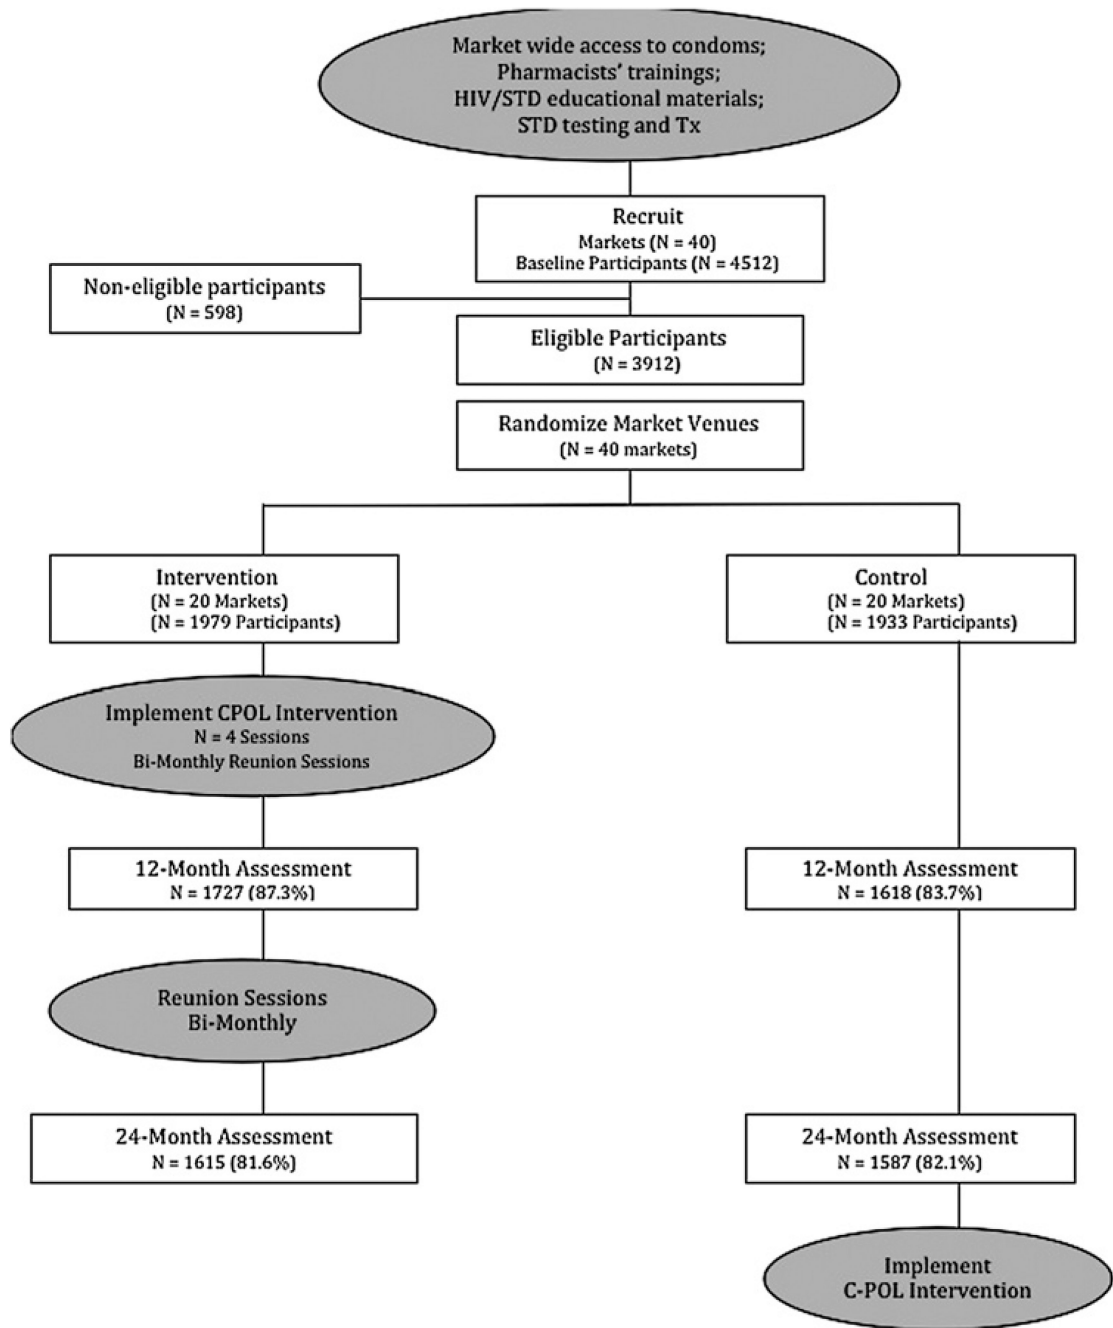 Market wide access to condoms;
Pharmacists' trainings;
HIV/STD educational materials;
STD testing and Tx
Recruit
Markets (N = 40)
Baseline Participants (N = 4512)
Non-eligible participants
(N = 598)
Eligible Participants
(N = 3912)
Randomize Market Venues
(N = 40 markets)
Intervention
(N = 20 Markets)
(N = 1979 Participants)
Control
(N = 20 Markets)
(N = 1933 Participants)
Implement CPOL Intervention
N = 4 Sessions
Bi-Monthly Reunion Sessions
12-Month Assessment
N = 1727 (87.3%)
12-Month Assessment
N = 1618 (83.7%)
Reunion Sessions
Bi-Monthly
24-Month Assessment
N = 1615 (81.6%)
24-Month Assessment
N = 1587 (82.1%)
Implement
C-POL Intervention